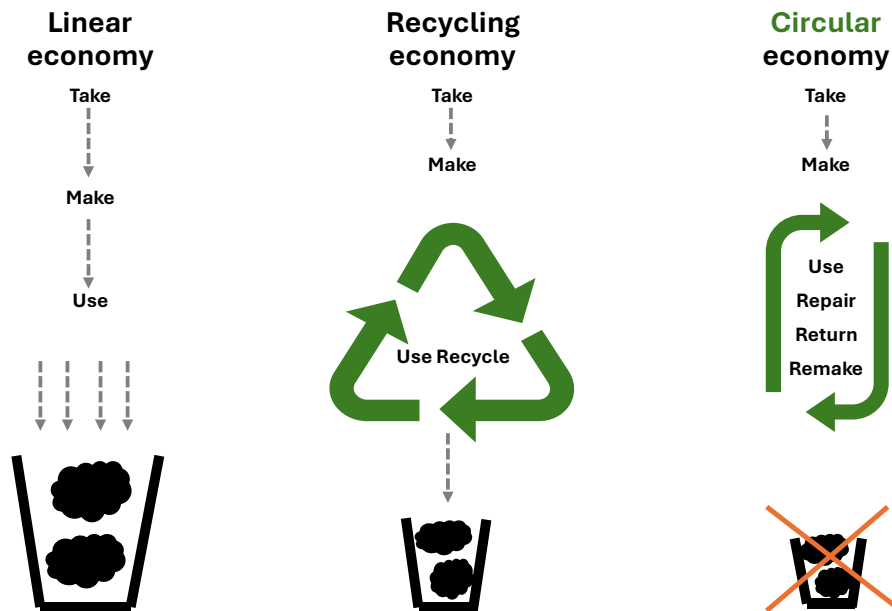 Linear
economy
Take
Make
Use
Recycling
economy
Take
Make
Use Recycle
Circular
economy
Take
Make
Use
Repair
Return
Remake